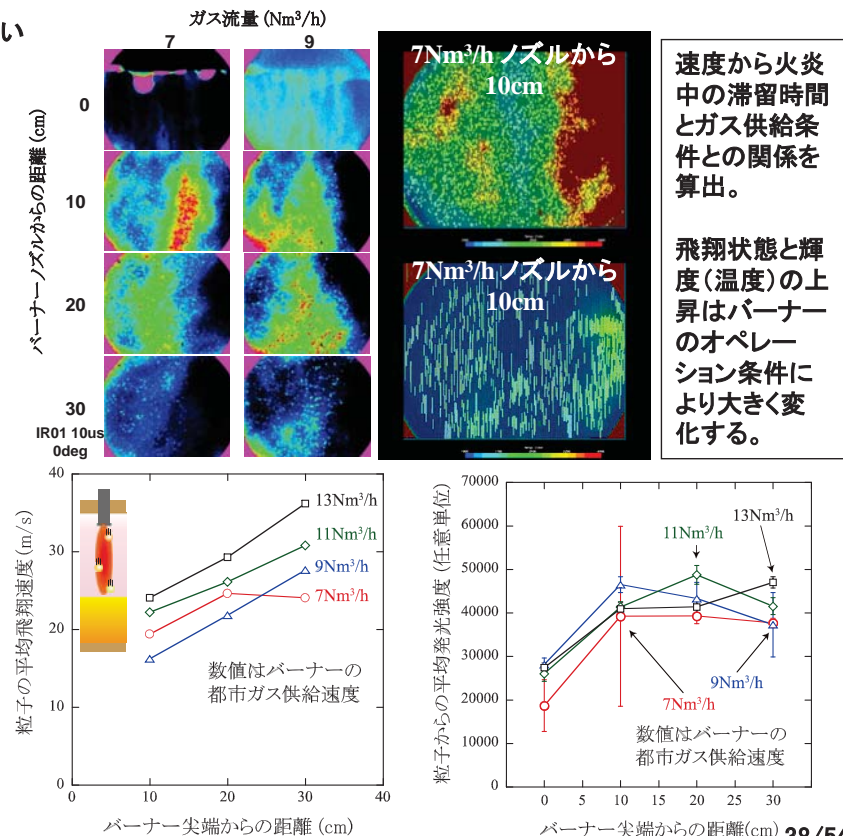 い
ガス流量 (Nm³/h)
7
9
バーナーノズルからの距離 (cm)
0
10
20
30
IR01 10us
0deg
7Nm³/h ノズルから
10cm
7Nm³/h ノズルから
10cm
速度から火炎
中の滞留時間
とガス供給条
件との関係を
算出。
飛翔状態と輝
度(温度)の上
昇はバーナー
のオペレー
ション条件に
より大きく変
化する。
粒子の平均飛翔速度 (m/s)
40
30
20
10
0
13Nm³/h
11Nm³/h
9Nm³/h
7Nm³/h
数値はバーナーの
都市ガス供給速度
0
10
20
30
40
バーナー尖端からの距離 (cm)
粒子からの平均発光強度 (任意単位)
70000
60000
50000
40000
30000
20000
10000
0
11Nm³/h
13Nm³/h
7Nm³/h
9Nm³/h
数値はバーナーの
都市ガス供給速度
0
5
10
15
20
25
30
バーナー尖端からの距離(cm)